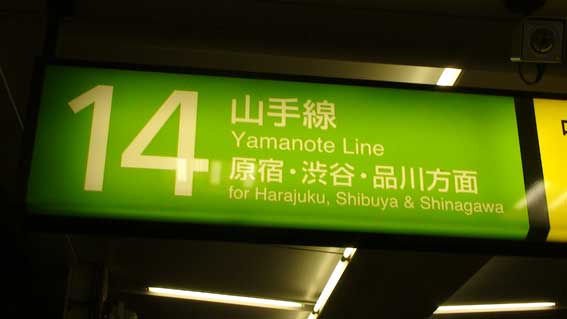 14
山手線
Yamanote Line
原宿・渋谷・品川方面
for Harajuku, Shibuya & Shinagawa